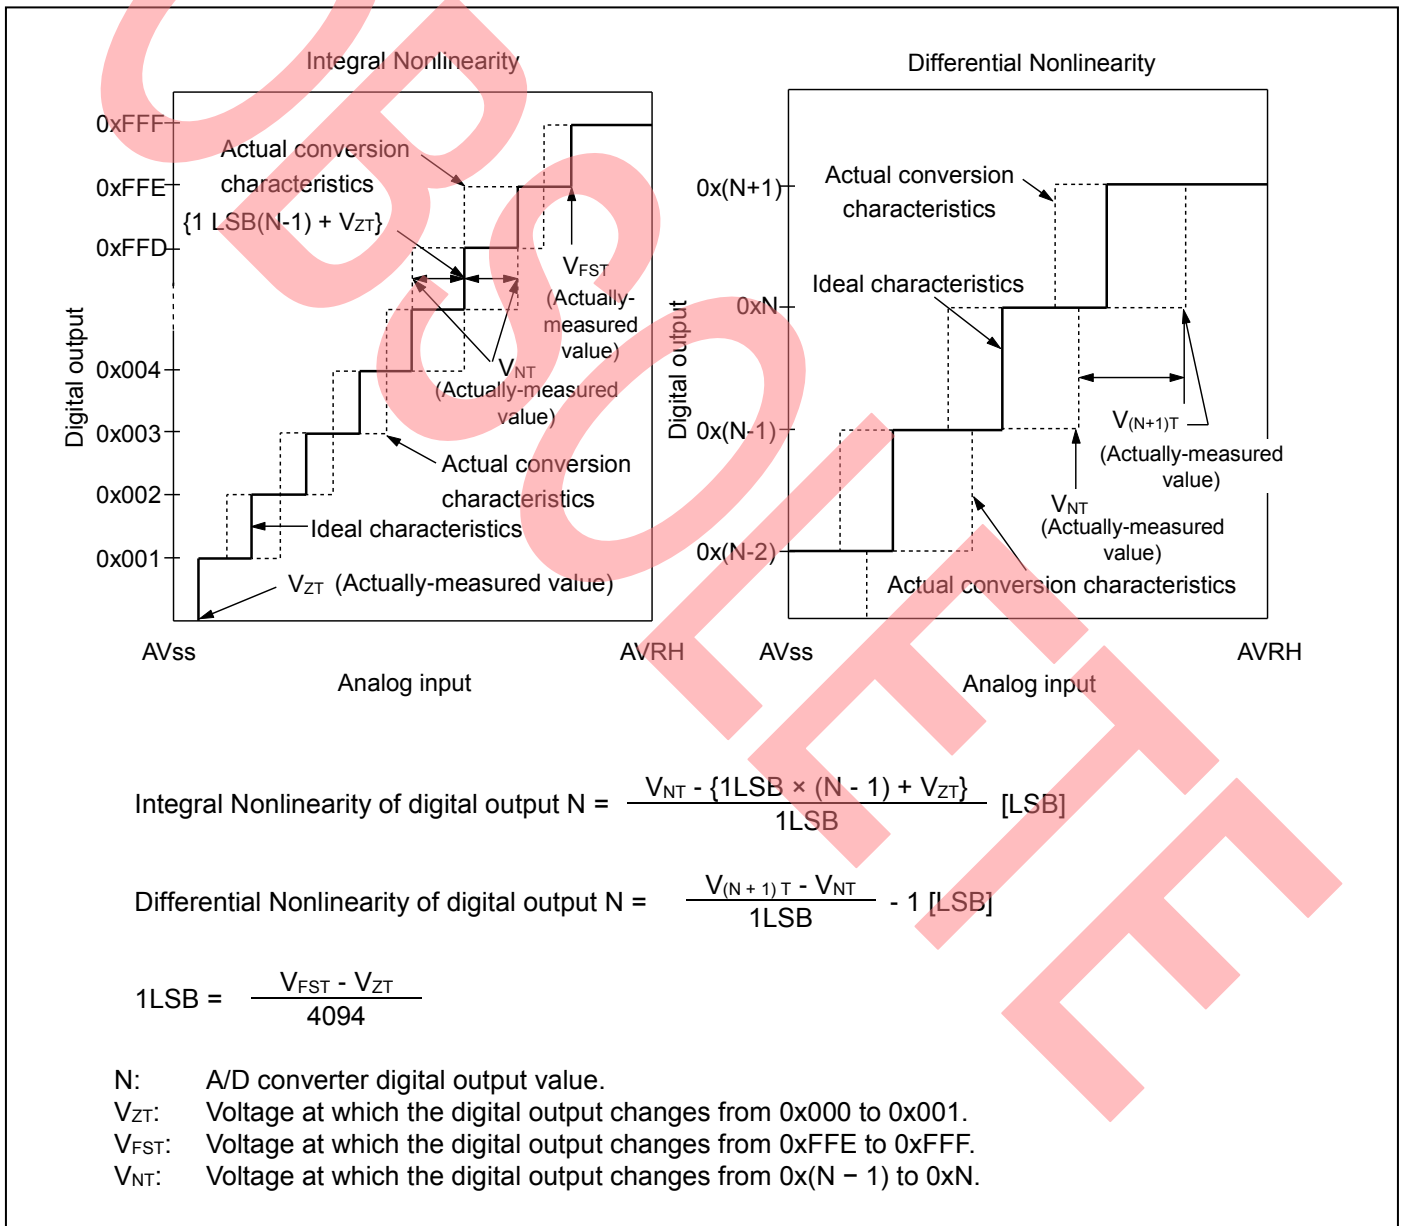 Integral Nonlinearity
0xFFF
0xFFE
0xFFD
0x004
0x003
0x002
0x001
Digital output
Actual conversion
characteristics
{1 LSB(N-1) + VZT}
VFST
(Actually-
measured
value)
VNT
(Actually-measured
value)
Actual conversion
characteristics
Ideal characteristics
VZT (Actually-measured value)
AVss
AVRH
Analog input
Differential Nonlinearity
0x(N+1)
0xN
0x(N-1)
0x(N-2)
Digital output
Actual conversion
characteristics
Ideal characteristics
V(N+1)T
(Actually-measured
value)
VNT
(Actually-measured
value)
Actual conversion characteristics
AVss
AVRH
Analog input
Integral Nonlinearity of digital output N = VNT - {1LSB × (N - 1) + VZT} / 1LSB [LSB]
Differential Nonlinearity of digital output N = V(N + 1) T - VNT / 1LSB - 1 [LSB]
1LSB = VFST - VZT / 4094
N: A/D converter digital output value.
VZT: Voltage at which the digital output changes from 0x000 to 0x001.
VFST: Voltage at which the digital output changes from 0xFFE to 0xFFF.
VNT: Voltage at which the digital output changes from 0x(N − 1) to 0xN.
OBSOLETE